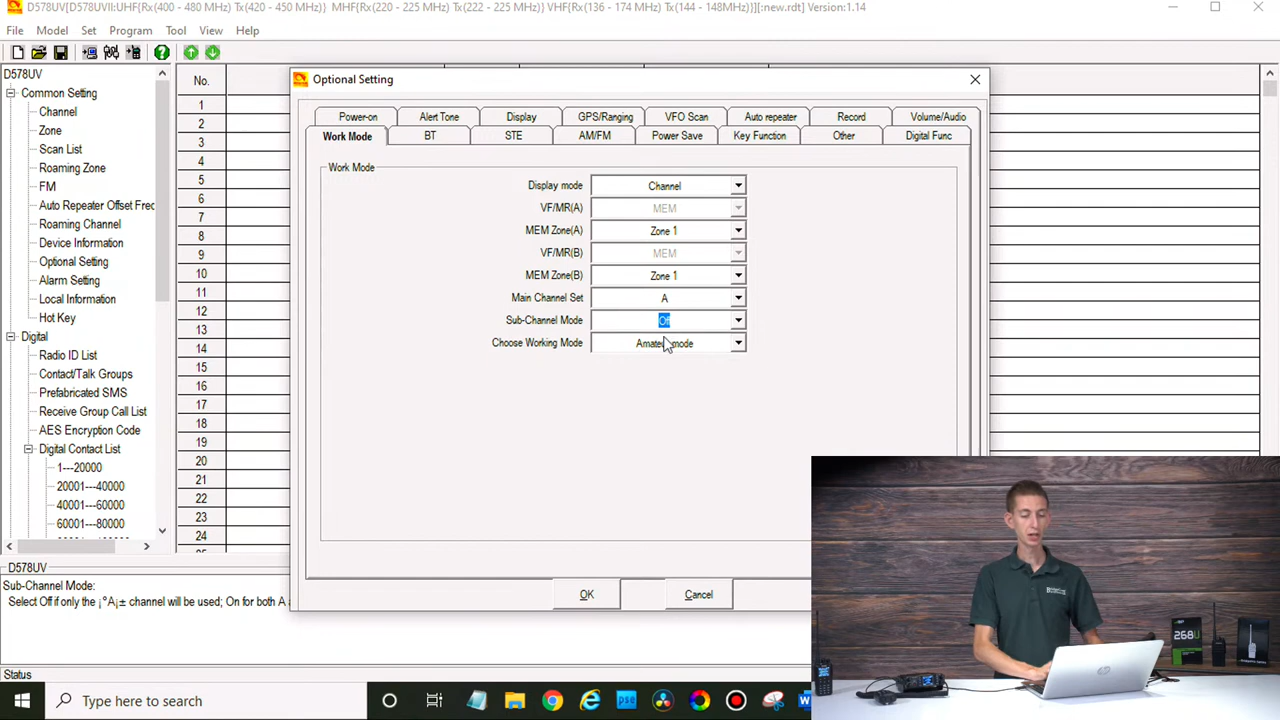 D578UV[D578UVII:UHF{Rx(400 - 480 MHz) Tx(420 - 450 MHz)} MHF{Rx(220 - 225 MHz)Tx(222 - 225 MHz)} VHF{Rx(136 - 174 MHz)Tx(144 - 148MHz)}][:new.rdt] Version:1.14
File Model Set Program Tool View Help
D578UV
Common Setting
Channel
Zone
Scan List
Roaming Zone
FM
Auto Repeater Offset Frec
Roaming Channel
Device Information
Optional Setting
Alarm Setting
Local Information
Hot Key
Digital
Radio ID List
Contact/Talk Groups
Prefabricated SMS
Receive Group Call List
AES Encryption Code
Digital Contact List
1---20000
20001---40000
40001---60000
60001---80000
No.
1
2
3
4
5
6
7
8
9
10
11
12
13
14
15
16
17
18
19
20
21
22
23
24
Optional Setting
Power-on Alert Tone Display GPS/Ranging VFO Scan Auto repeater Record Volume/Audio
Work Mode BT STE AM/FM Power Save Key Function Other Digital Func
Work Mode
Display mode Channel
VF/MR(A) MEM
MEM Zone(A) Zone 1
VF/MR(B) MEM
MEM Zone(B) Zone 1
Main Channel Set A
Sub-Channel Mode Off
Choose Working Mode Amateur mode
OK Cancel
D578UV
Sub-Channel Mode:
Select Off if only the ¡°A¡± channel will be used; On for both A
Status
Type here to search
268U